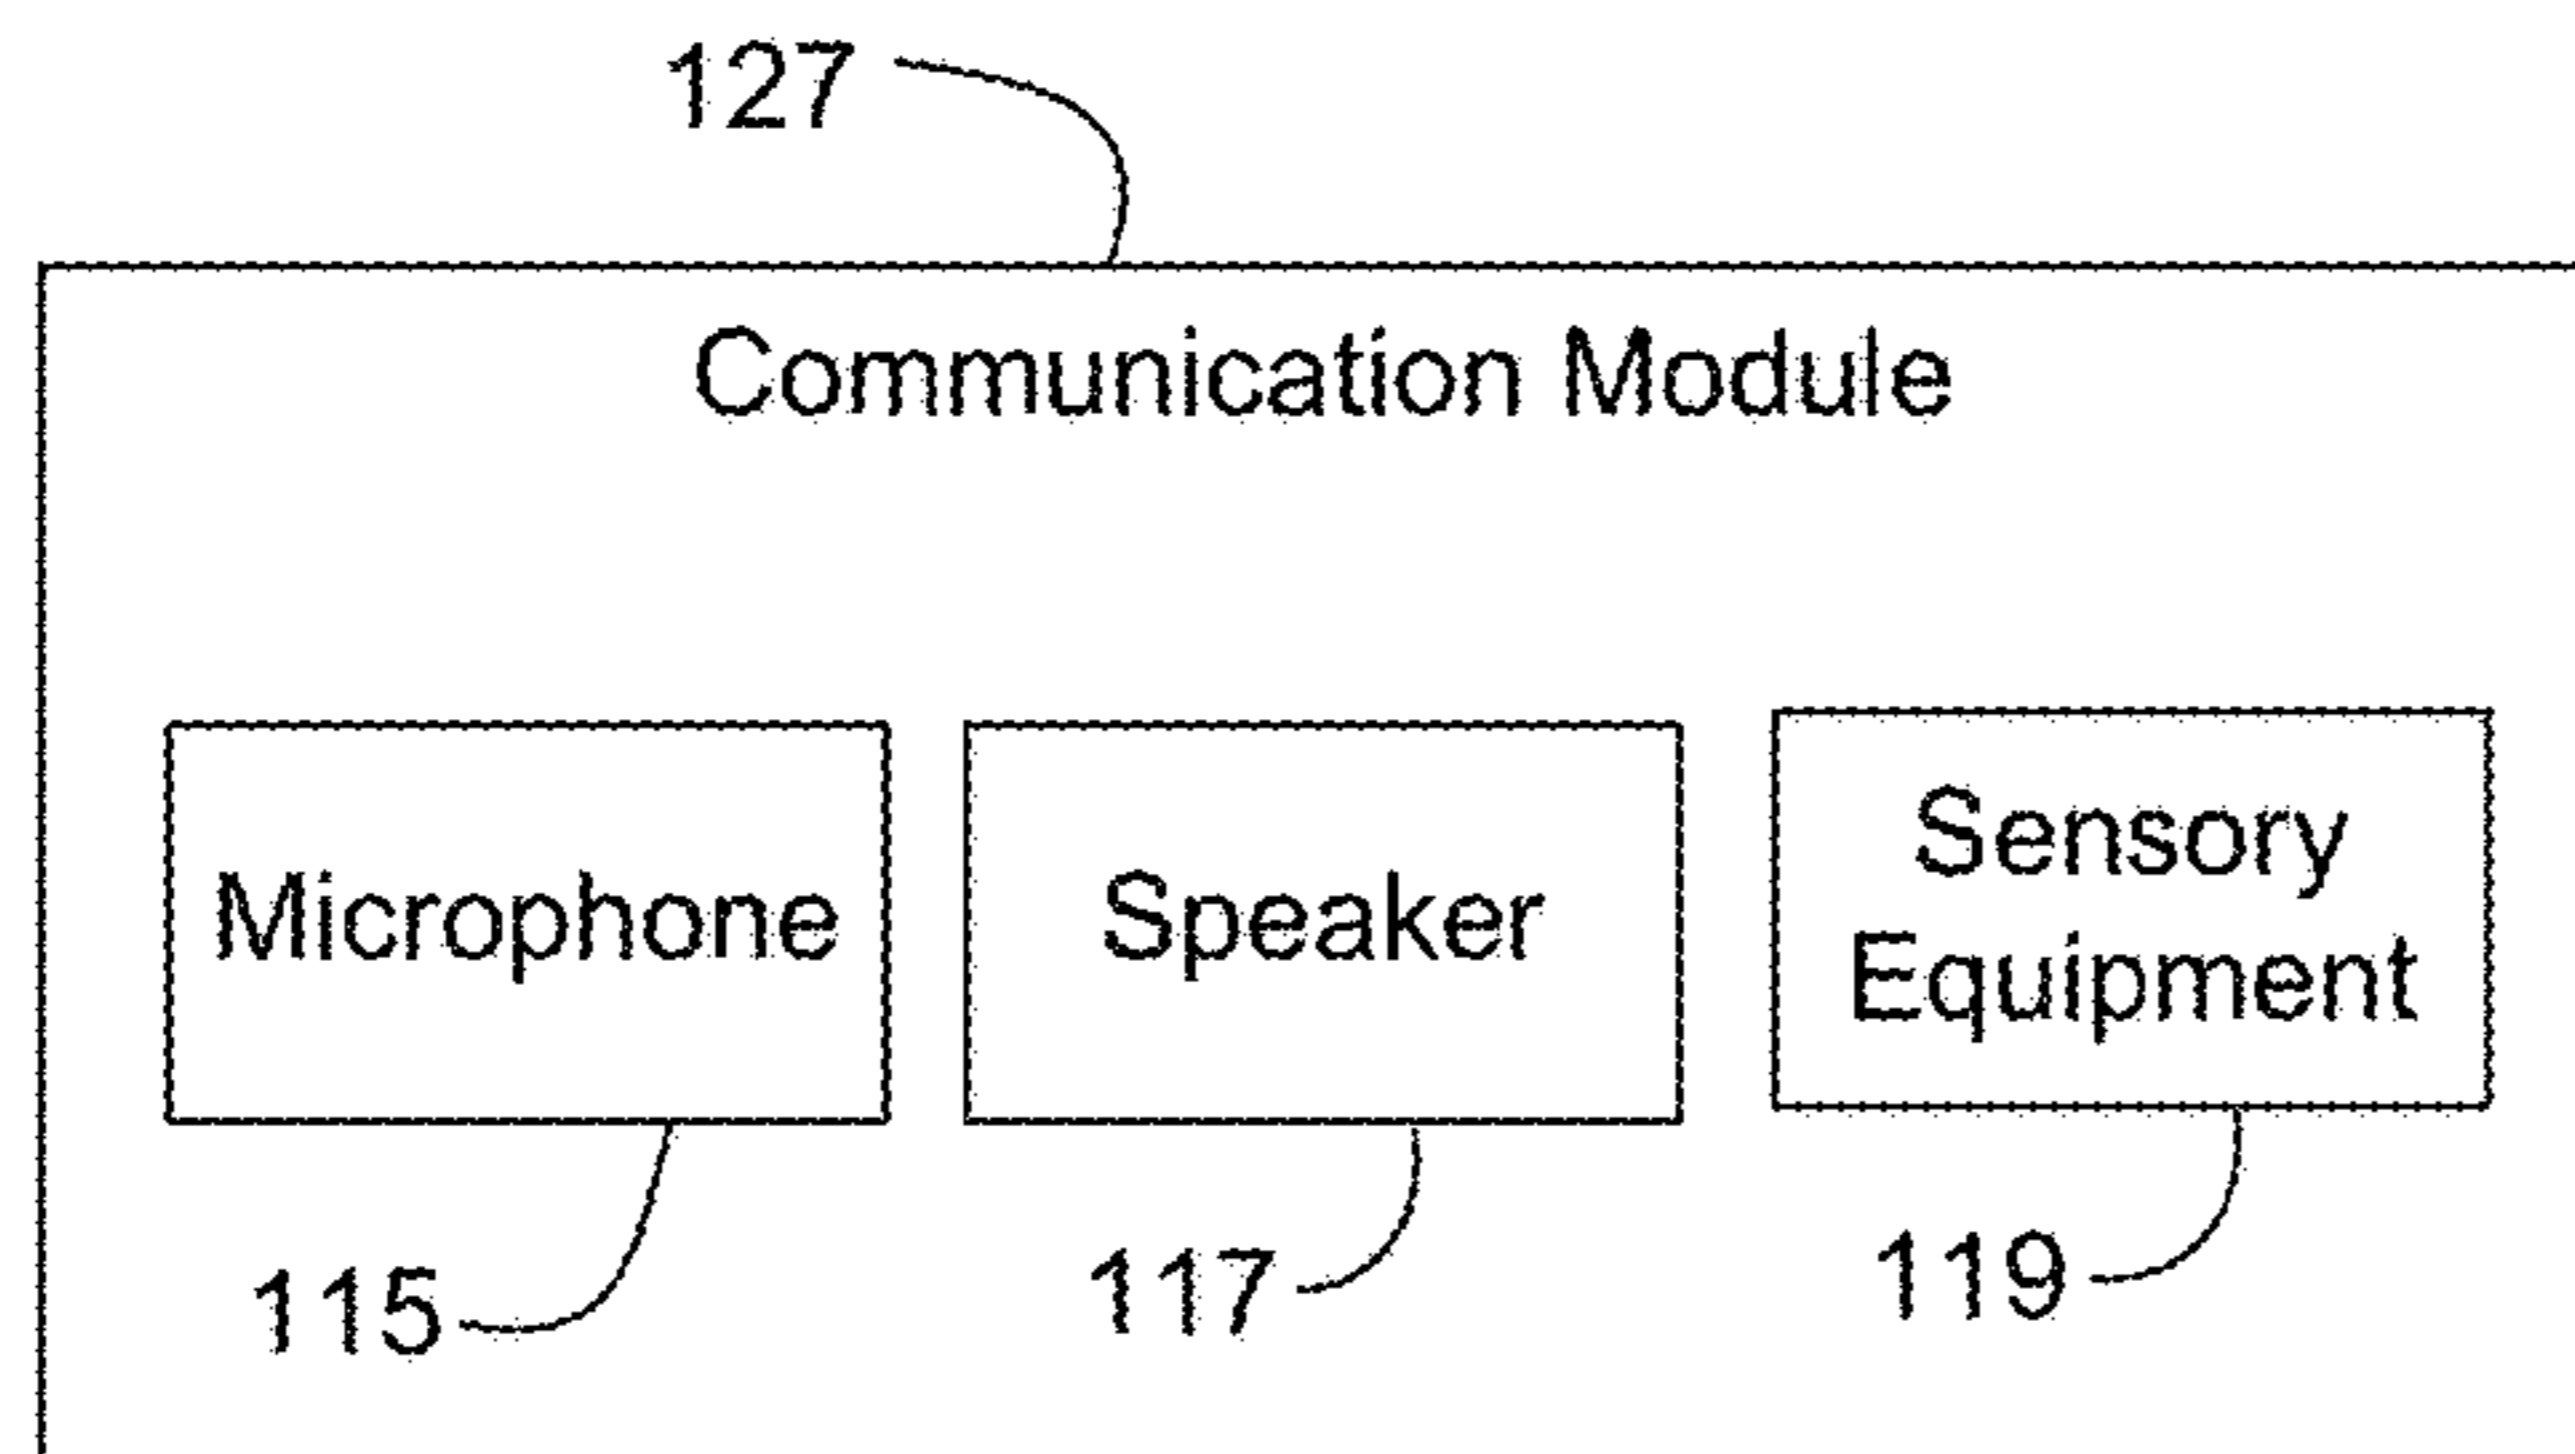 127
Communication Module
Microphone
Speaker
Sensory
Equipment
115
117
119